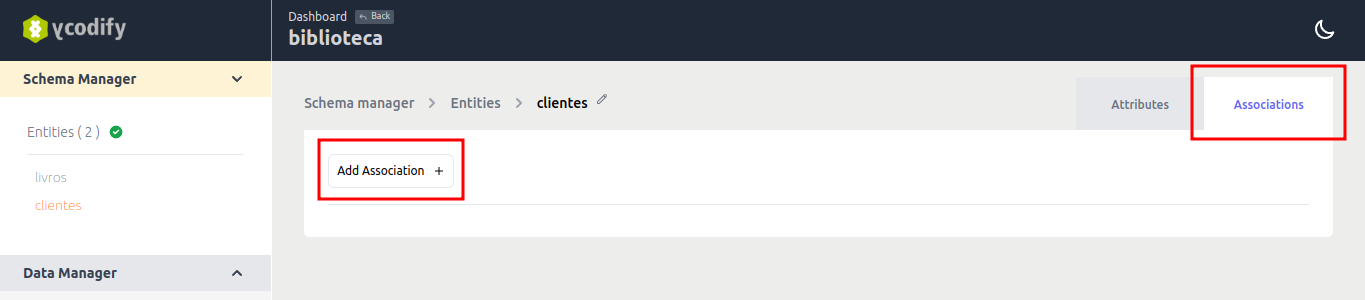 ycodify
Dashboard Back
biblioteca
Schema Manager
Entities ( 2 )
livros
clientes
Data Manager
Schema manager > Entities > clientes
Attributes
Associations
Add Association +